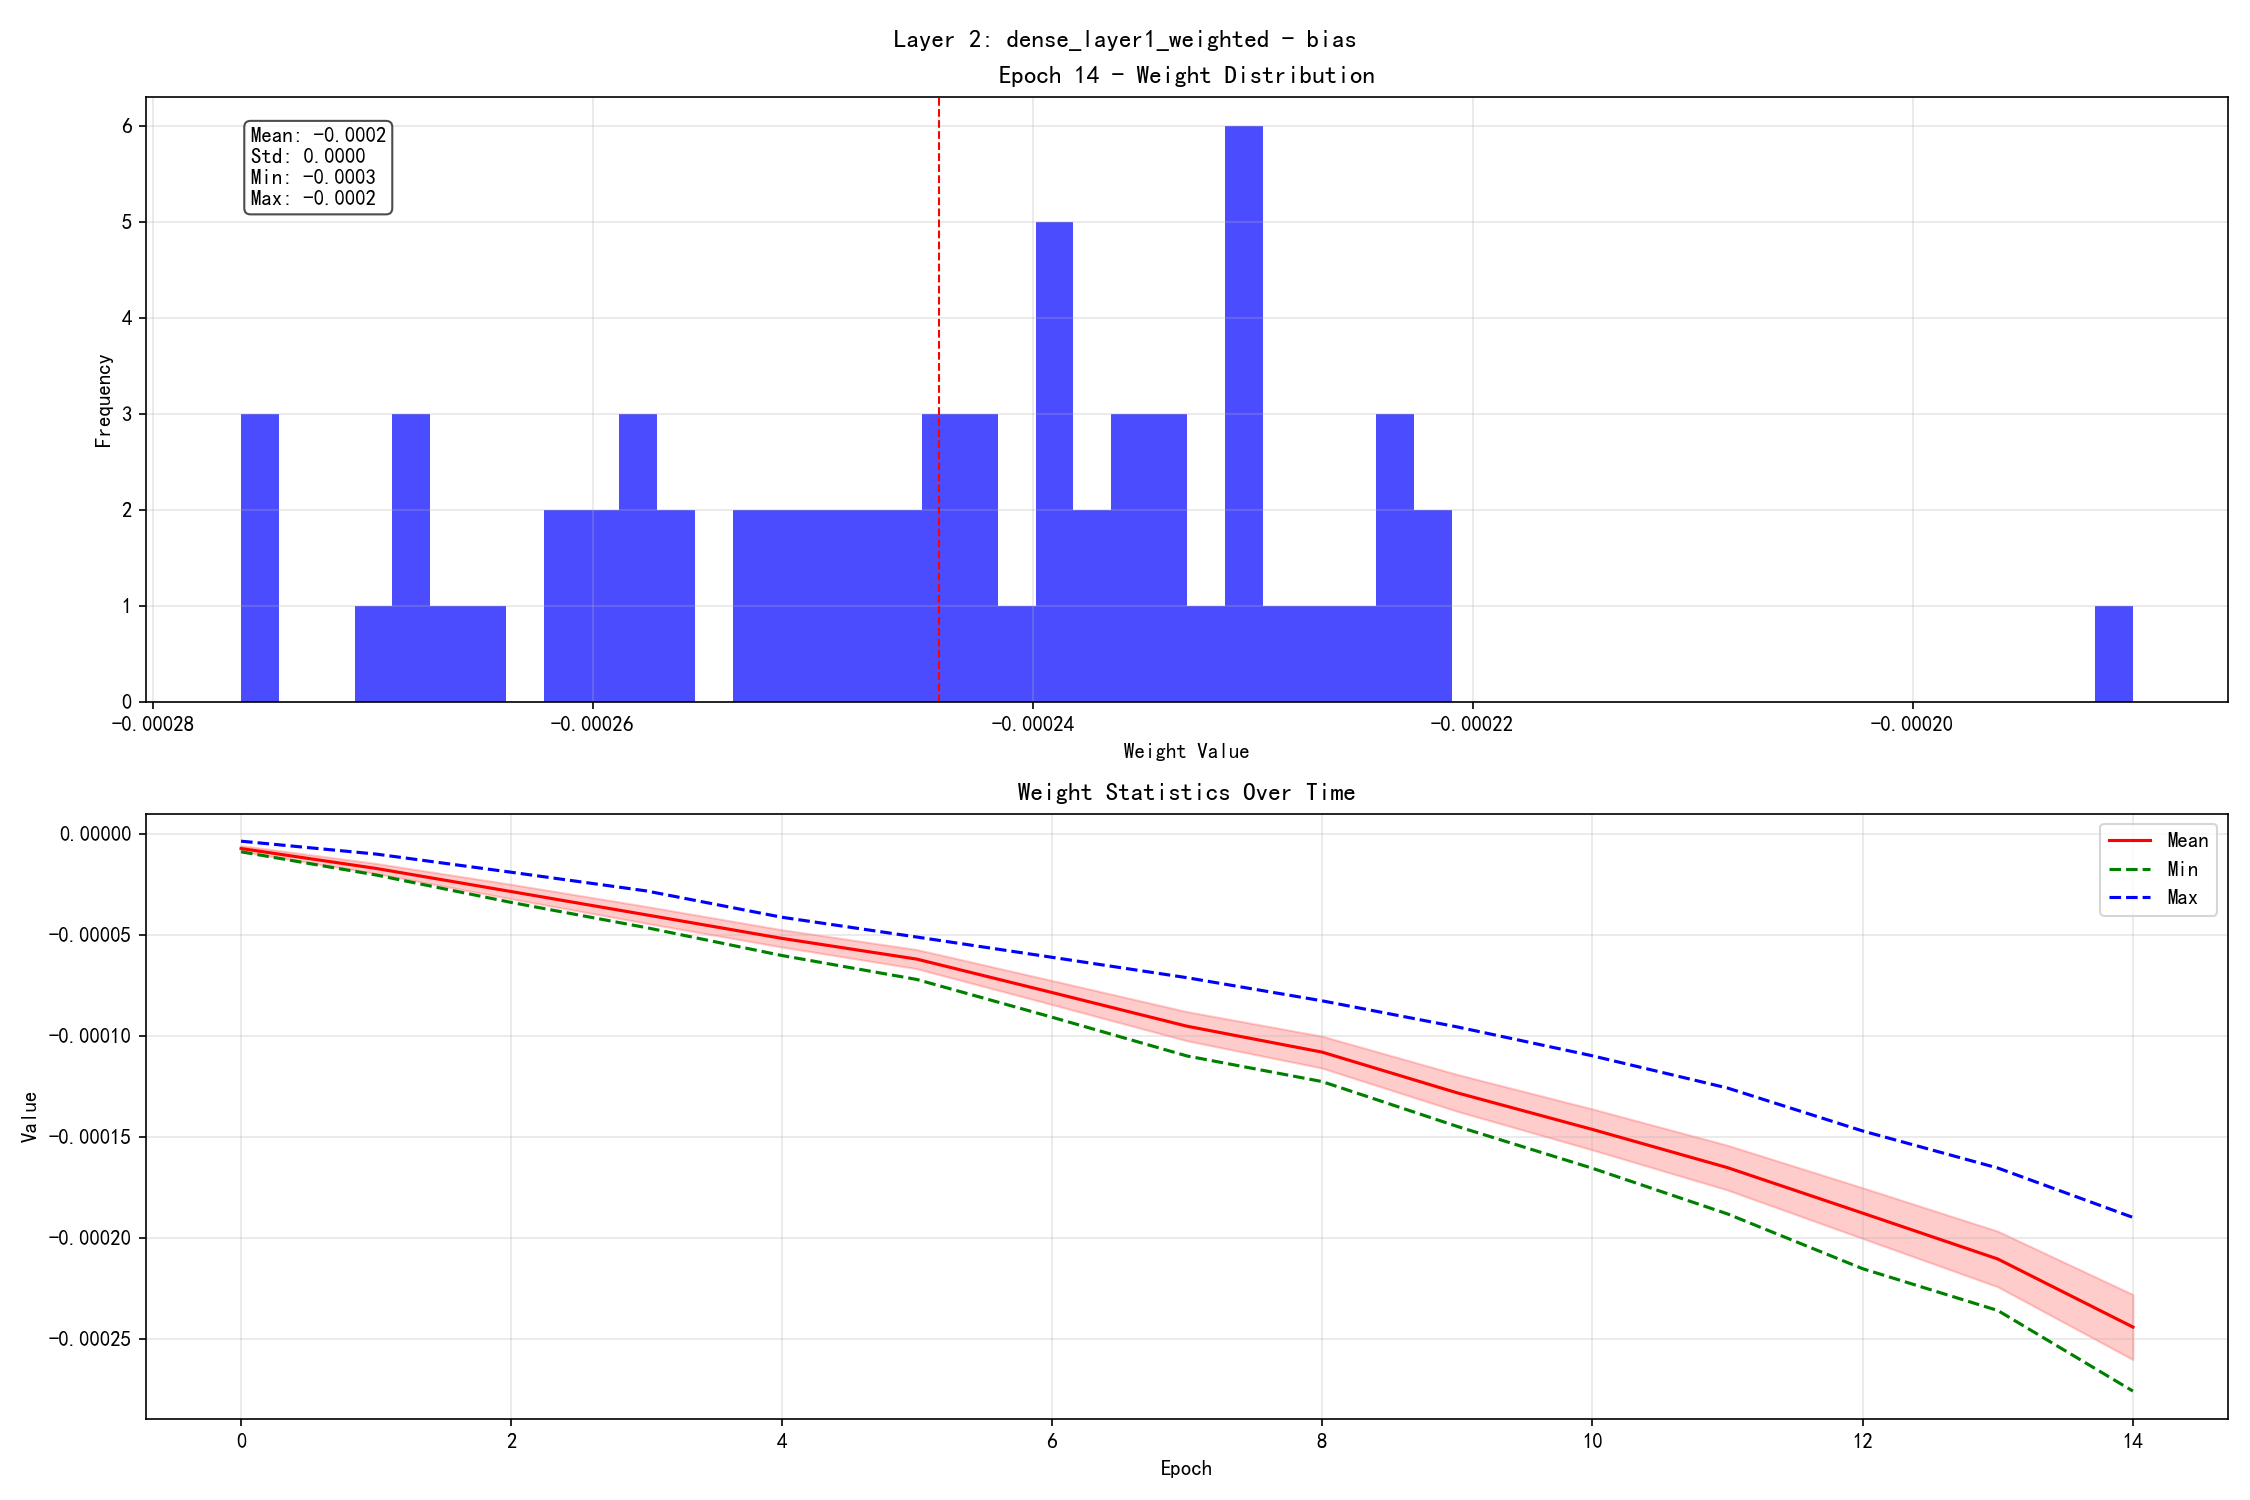 Layer 2: dense_layer1_weighted - bias
Epoch 14 - Weight Distribution
Mean: -0.0002
Std: 0.0000
Min: -0.0003
Max: -0.0002
Frequency
6
5
4
3
2
1
0
-0.00028 -0.00026 -0.00024 -0.00022 -0.00020
Weight Value
Weight Statistics Over Time
Mean
Min
Max
Value
0.00000
-0.00005
-0.00010
-0.00015
-0.00020
-0.00025
0 2 4 6 8 10 12 14
Epoch